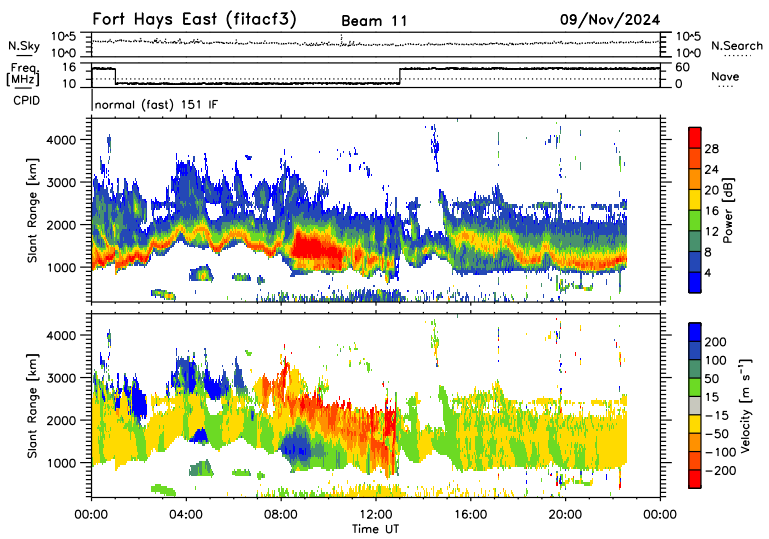 Fort Hays East (fitacf3) Beam 11 09/Nov/2024
N.Sky 10^5 10^0 10^5 10^0 N.Search
Freq. [MHz] 16 10 60 0 Nave
CPID normal (fast) 151 IF
Slant Range [km]
4000
3000
2000
1000
28
24
20
16
12
8
4
Power [dB]
Slant Range [km]
4000
3000
2000
1000
200
100
50
15
−15
−50
−100
−200
Velocity [m s⁻¹]
00:00 04:00 08:00 12:00 16:00 20:00 00:00
Time UT